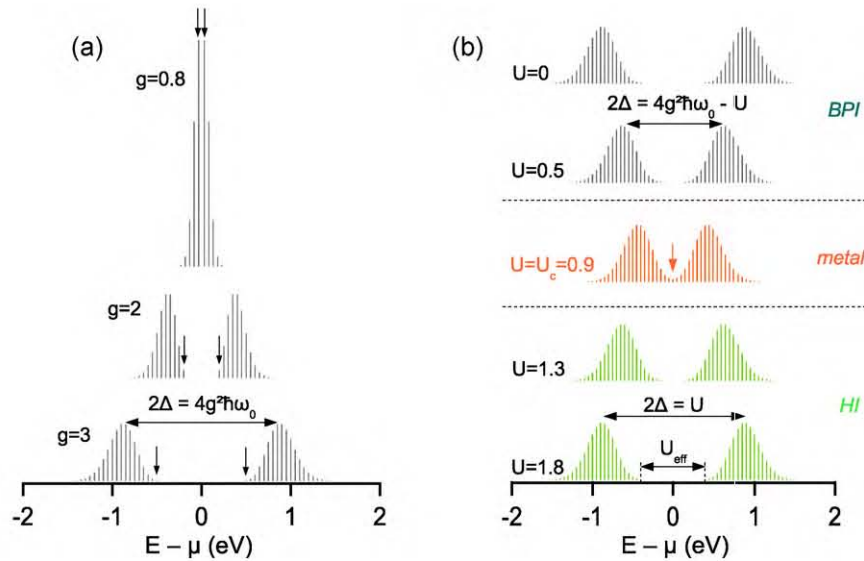 (a)
g=0.8
g=2
2Δ = 4g²ħω₀
g=3
-2 -1 0 1 2
E – μ (eV)
(b)
U=0
2Δ = 4g²ħω₀ - U
BPI
U=0.5
U=U_c=0.9
metal
U=1.3
2Δ = U
HI
U_eff
U=1.8
-2 -1 0 1 2
E – μ (eV)